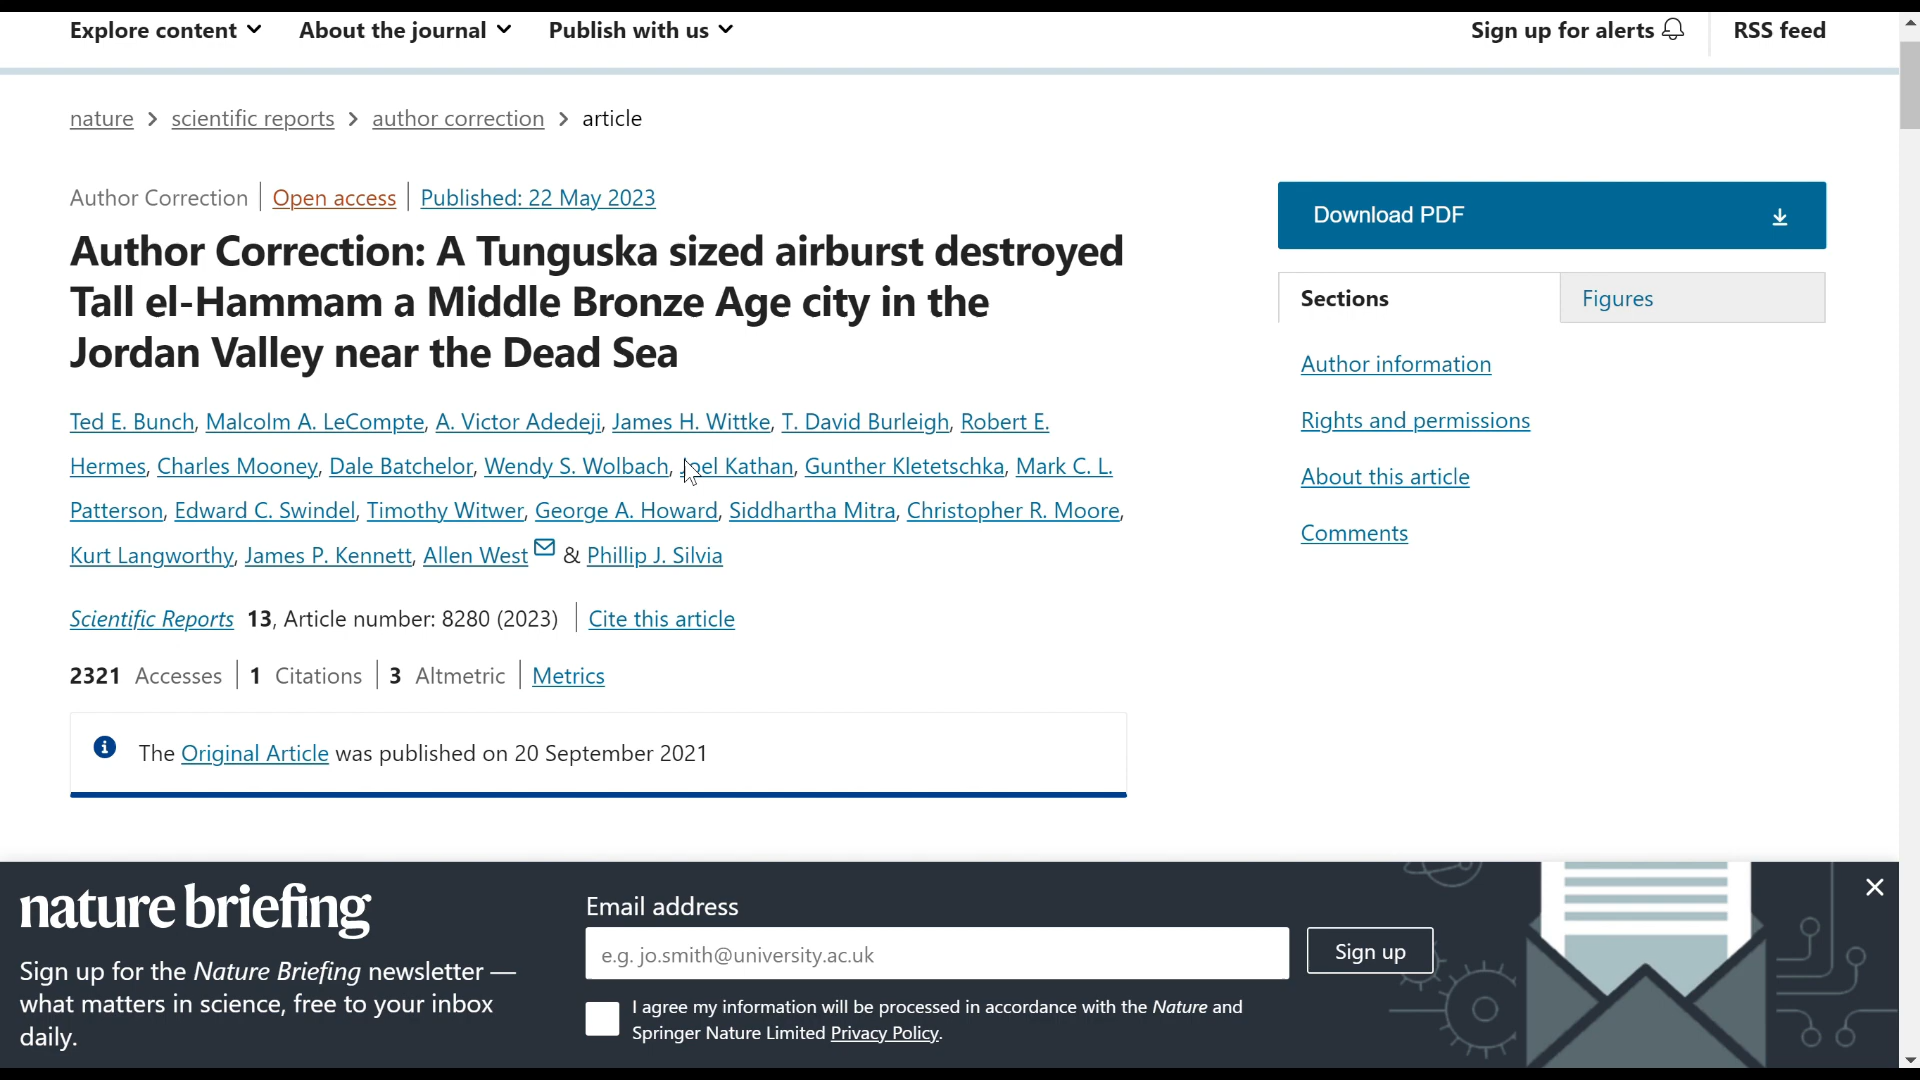 Explore content About the journal Publish with us Sign up for alerts RSS feed
nature > scientific reports > author correction > article
Author Correction Open access Published: 22 May 2023
Author Correction: A Tunguska sized airburst destroyed
Tall el-Hammam a Middle Bronze Age city in the
Jordan Valley near the Dead Sea
Ted E. Bunch, Malcolm A. LeCompte, A. Victor Adedeji, James H. Wittke, T. David Burleigh, Robert E.
Hermes, Charles Mooney, Dale Batchelor, Wendy S. Wolbach, Joel Kathan, Gunther Kletetschka, Mark C. L.
Patterson, Edward C. Swindel, Timothy Witwer, George A. Howard, Siddhartha Mitra, Christopher R. Moore,
Kurt Langworthy, James P. Kennett, Allen West & Phillip J. Silvia
Scientific Reports 13, Article number: 8280 (2023) Cite this article
2321 Accesses 1 Citations 3 Altmetric Metrics
The Original Article was published on 20 September 2021
Download PDF
Sections Figures
Author information
Rights and permissions
About this article
Comments
nature briefing
Sign up for the Nature Briefing newsletter —
what matters in science, free to your inbox
daily.
Email address
e.g. jo.smith@university.ac.uk
Sign up
I agree my information will be processed in accordance with the Nature and
Springer Nature Limited Privacy Policy.